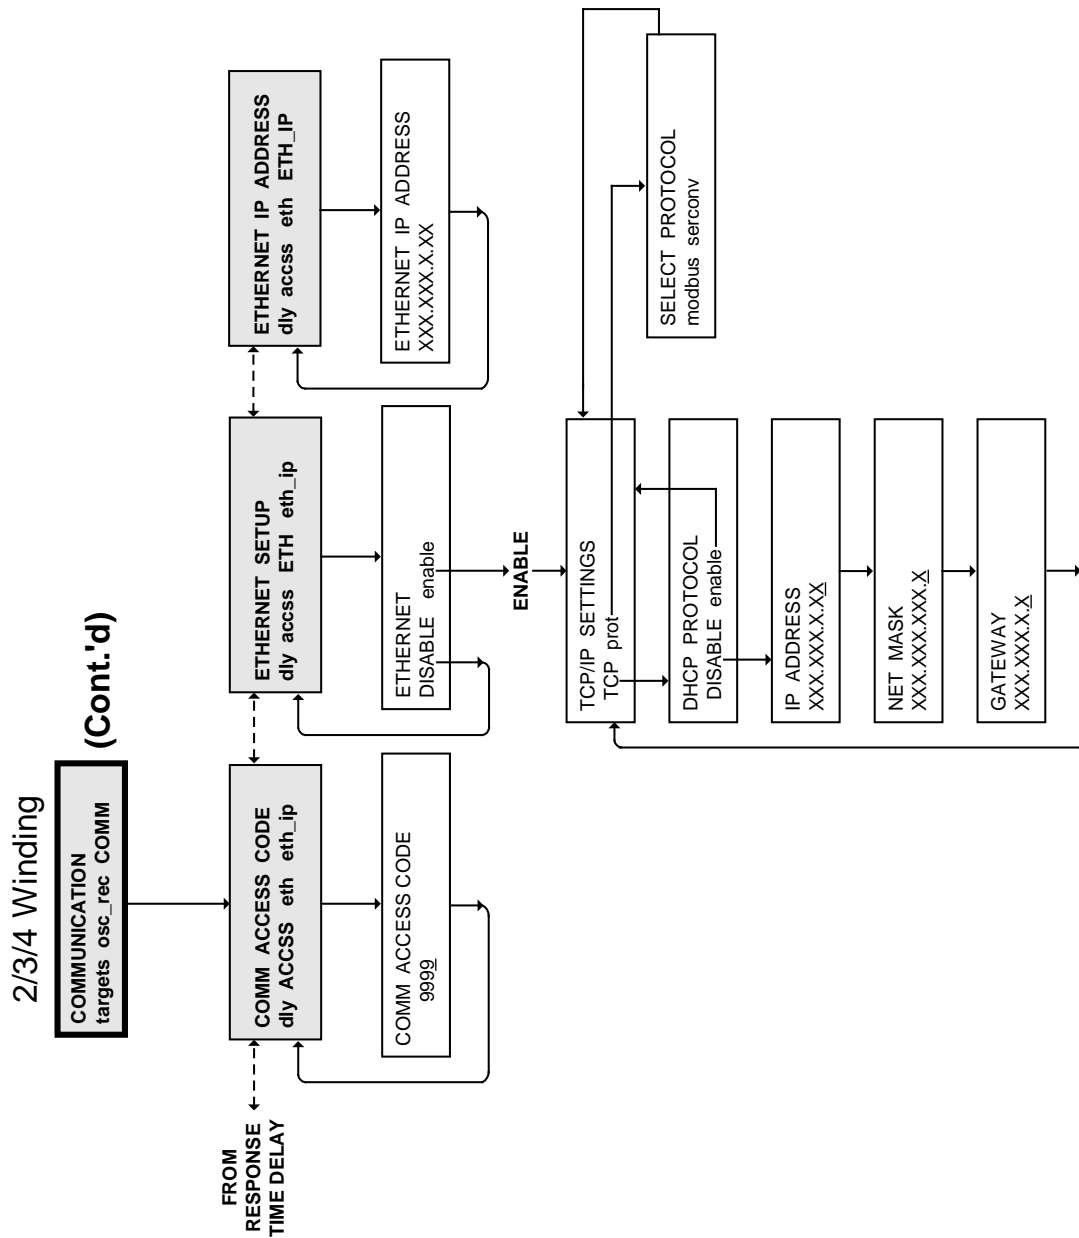 2/3/4 Winding
COMMUNICATION
targets osc_rec COMM
(Cont.'d)
FROM
RESPONSE
TIME DELAY
COMM ACCESS CODE
dly ACCSS eth eth_ip
ETHERNET SETUP
dly accss ETH eth_ip
ETHERNET IP ADDRESS
dly accss eth ETH_IP
COMM ACCESS CODE
9999
ETHERNET
DISABLE enable
ETHERNET IP ADDRESS
XXX.XXX.X.XX
ENABLE
TCP/IP SETTINGS
TCP prot
SELECT PROTOCOL
modbus serconv
DHCP PROTOCOL
DISABLE enable
IP ADDRESS
XXX.XXX.X.XX
NET MASK
XXX.XXX.XXX.X
GATEWAY
XXX.XXX.X.X